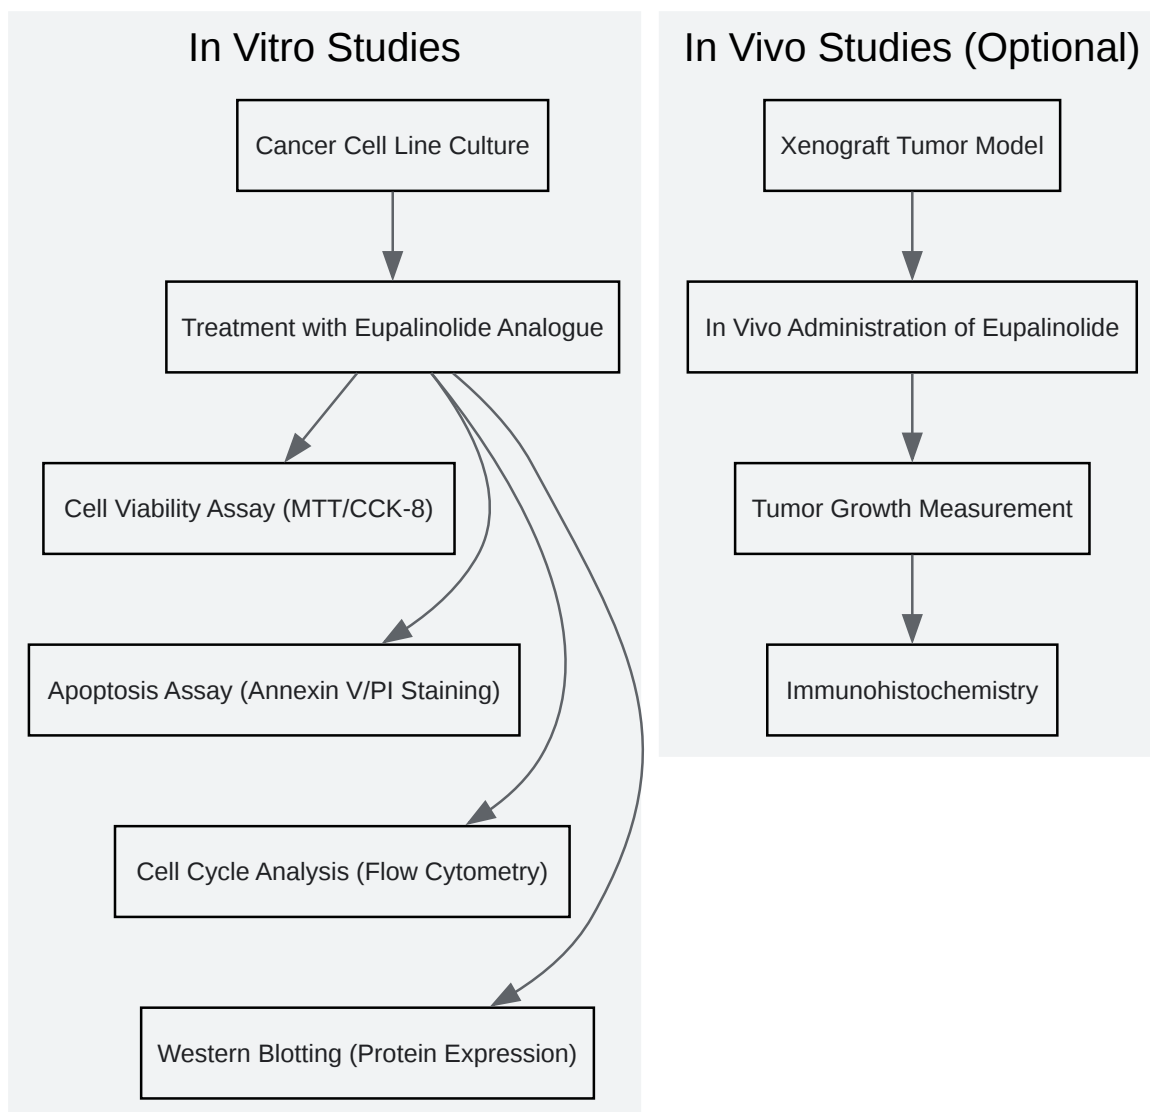 In Vitro Studies
Cancer Cell Line Culture
Treatment with Eupalinolide Analogue
Cell Viability Assay (MTT/CCK-8)
Apoptosis Assay (Annexin V/PI Staining)
Cell Cycle Analysis (Flow Cytometry)
Western Blotting (Protein Expression)
In Vivo Studies (Optional)
Xenograft Tumor Model
In Vivo Administration of Eupalinolide
Tumor Growth Measurement
Immunohistochemistry